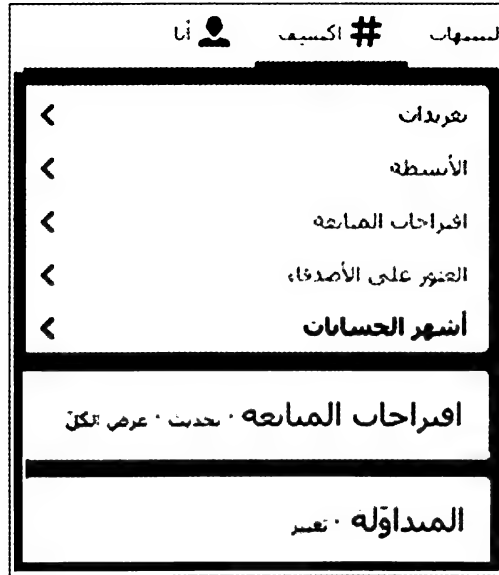 التنبيهات # اكتشف أنا
تغريدات
الأنشطة
اقتراحات المتابعة
العثور على الأصدقاء
أشهر الحسابات
اقتراحات المتابعة · تحديث · عرض الكل
المتداوَلة · تغيير